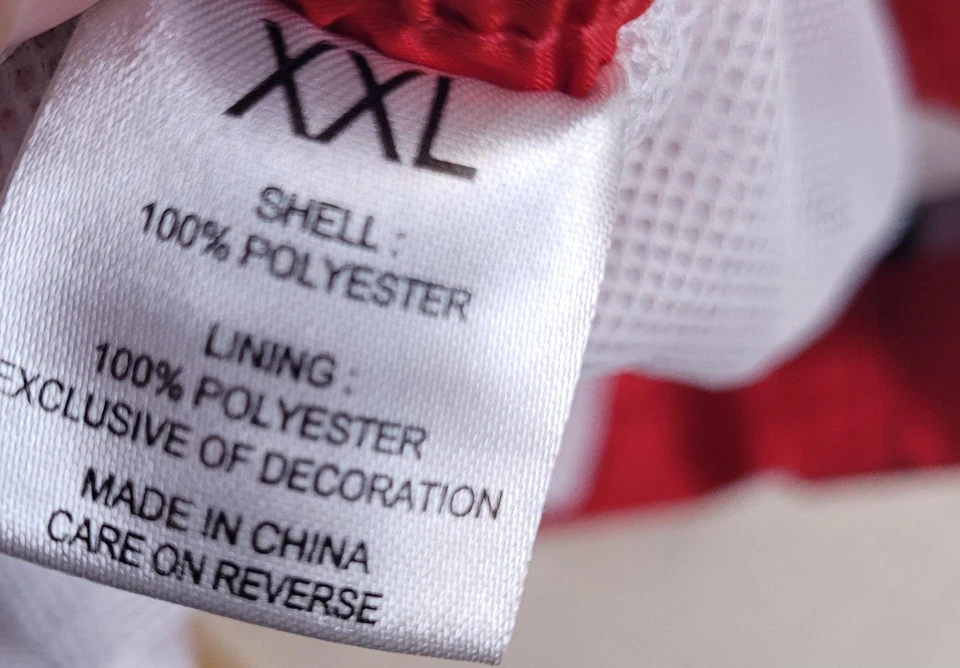 XXL
SHELL :
100% POLYESTER
LINING :
100% POLYESTER
EXCLUSIVE OF DECORATION
MADE IN CHINA
CARE ON REVERSE